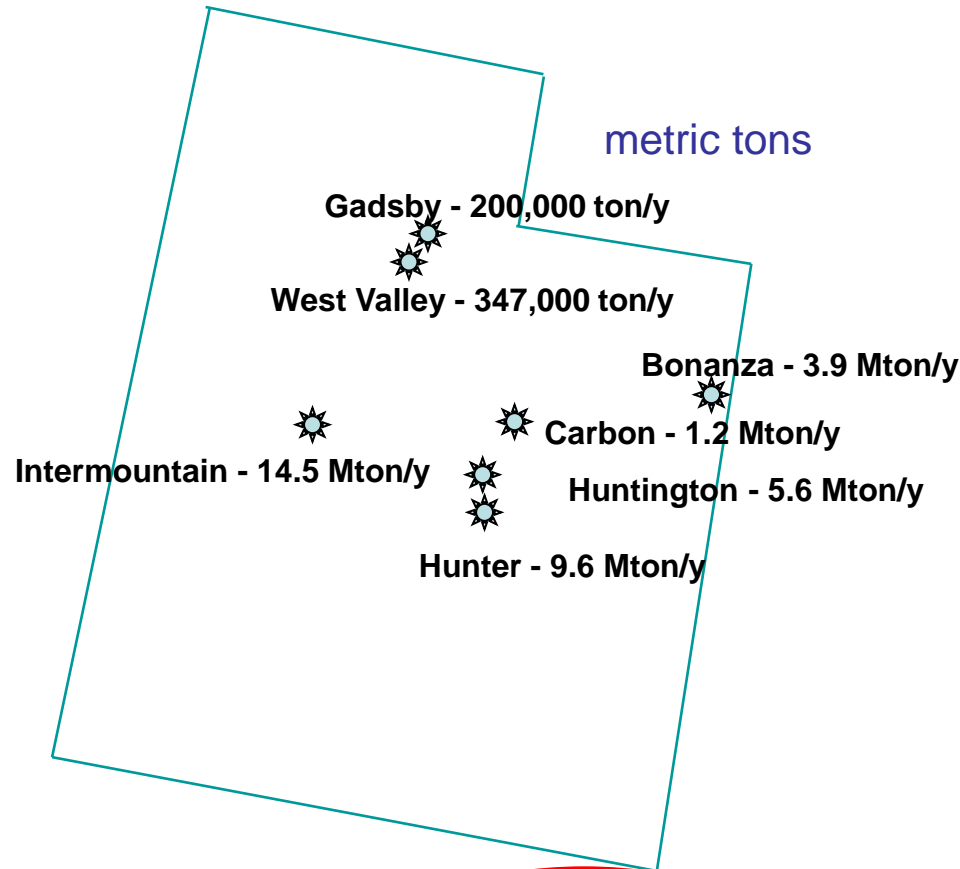 metric tons
Gadsby - 200,000 ton/y
West Valley - 347,000 ton/y
Bonanza - 3.9 Mton/y
Carbon - 1.2 Mton/y
Intermountain - 14.5 Mton/y
Huntington - 5.6 Mton/y
Hunter - 9.6 Mton/y